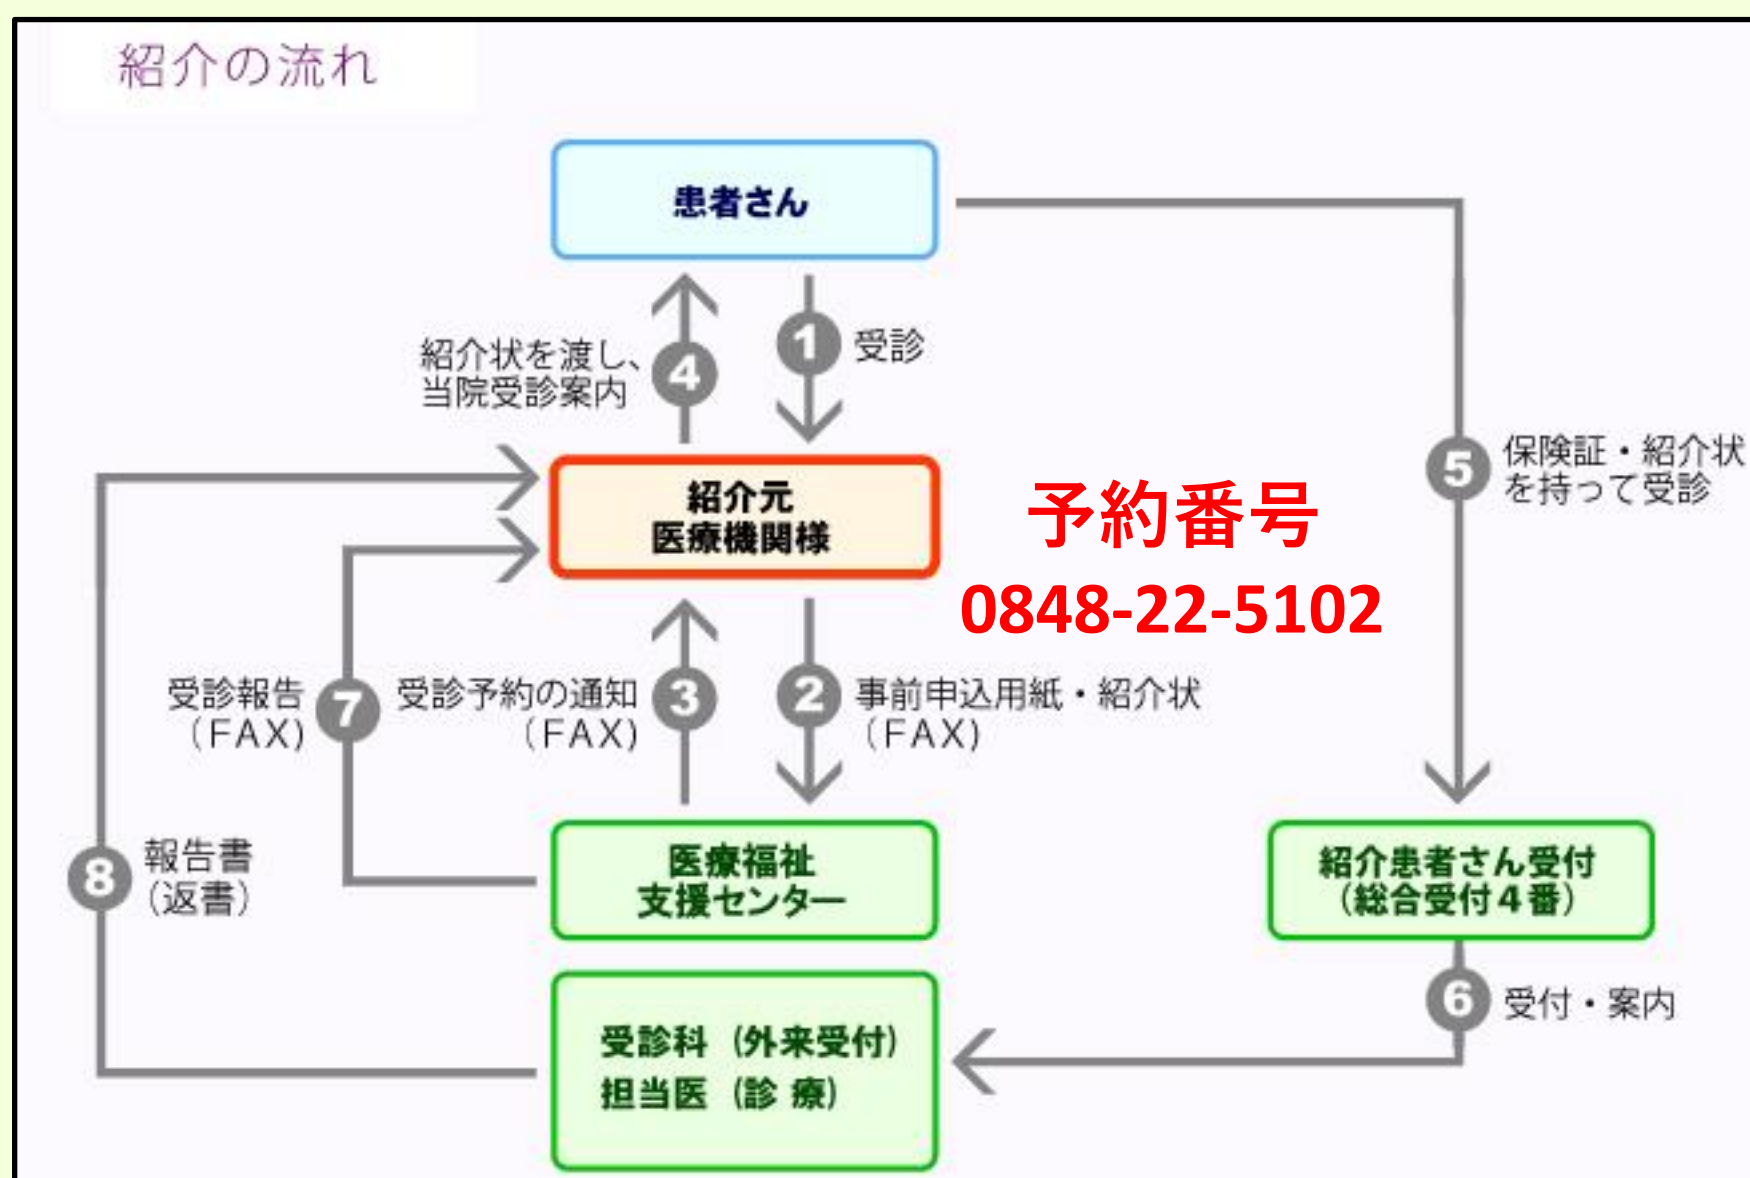 紹介の流れ
患者さん
紹介状を渡し、
当院受診案内
4
1
受診
紹介元
医療機関様
予約番号
0848-22-5102
5
保険証・紹介状
を持って受診
受診報告
(FAX)
7
受診予約の通知
(FAX)
3
2
事前申込用紙・紹介状
(FAX)
8
報告書
(返書)
医療福祉
支援センター
紹介患者さん受付
(総合受付4番)
6
受付・案内
受診科 (外来受付)
担当医 (診 療)